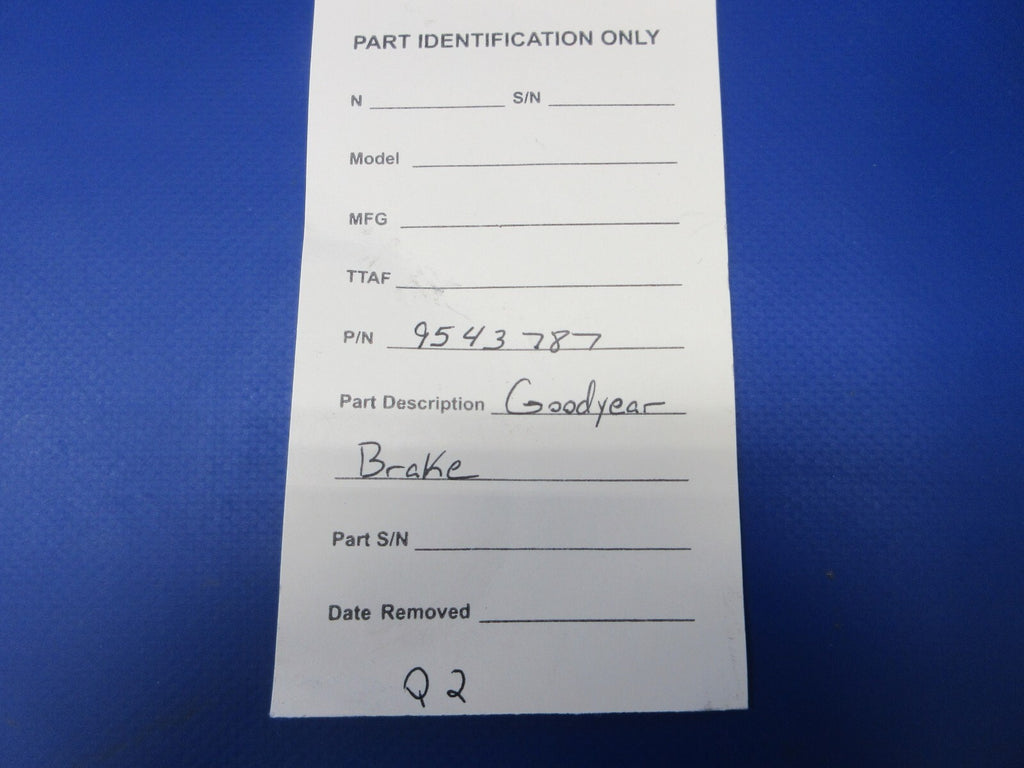 PART IDENTIFICATION ONLY
N S/N
Model
MFG
TTAF
P/N 9543787
Part Description Goodyear
Brake
Part S/N
Date Removed
Q2